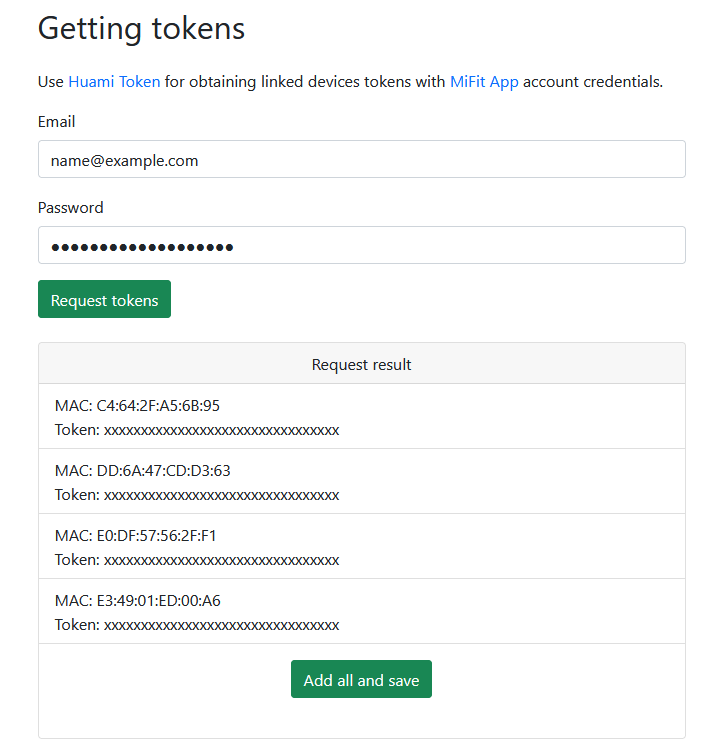 Getting tokens
Use Huami Token for obtaining linked devices tokens with MiFit App account credentials.
Email
name@example.com
Password
●●●●●●●●●●●●●●●●●●●
Request tokens
Request result
MAC: C4:64:2F:A5:6B:95
Token: xxxxxxxxxxxxxxxxxxxxxxxxxxxxxxxx
MAC: DD:6A:47:CD:D3:63
Token: xxxxxxxxxxxxxxxxxxxxxxxxxxxxxxxx
MAC: E0:DF:57:56:2F:F1
Token: xxxxxxxxxxxxxxxxxxxxxxxxxxxxxxxx
MAC: E3:49:01:ED:00:A6
Token: xxxxxxxxxxxxxxxxxxxxxxxxxxxxxxxx
Add all and save